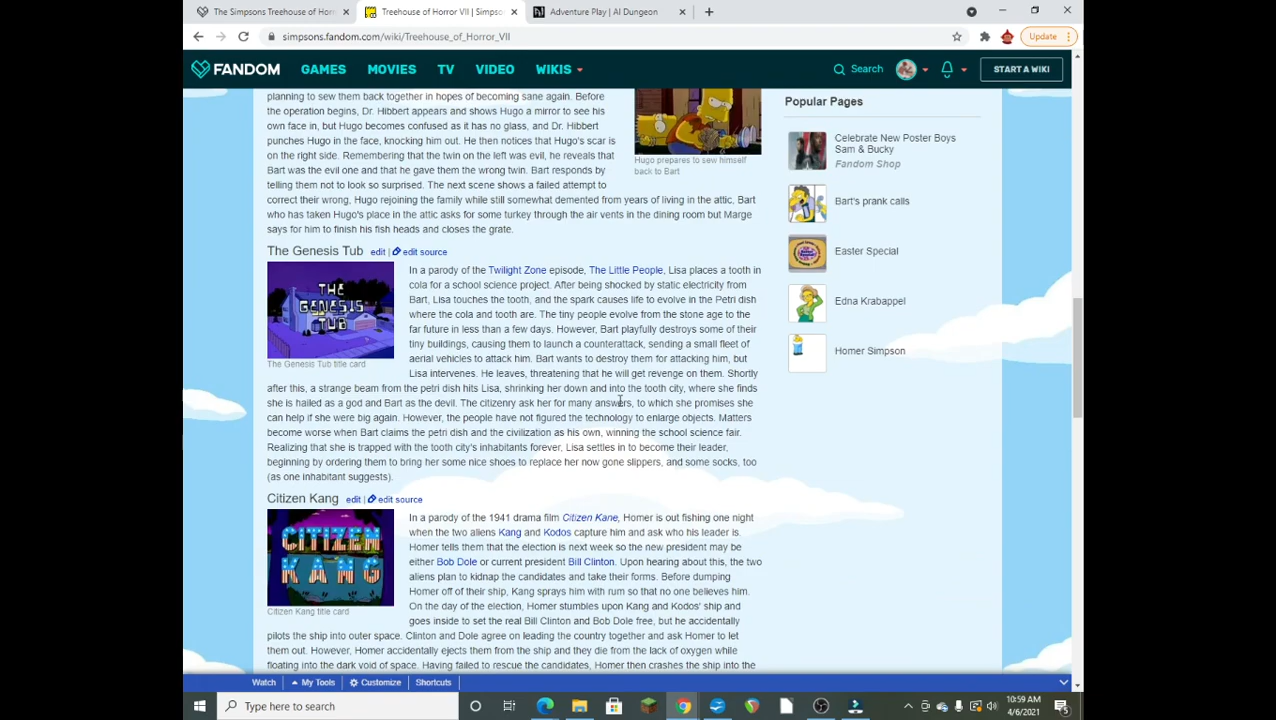 The Simpsons Treehouse of Hor
Treehouse of Horror VII | Simpso
Adventure Play | AI Dungeon
simpsons.fandom.com/wiki/Treehouse_of_Horror_VII
Update
FANDOM
GAMES
MOVIES
TV
VIDEO
WIKIS
Search
START A WIKI
planning to sew them back together in hopes of becoming sane again. Before
the operation begins, Dr. Hibbert appears and shows Hugo a mirror to see his
own face in, but Hugo becomes confused as it has no glass, and Dr. Hibbert
punches Hugo in the face, knocking him out. He then notices that Hugo's scar is
on the right side. Remembering that the twin on the left was evil, he reveals that
Bart was the evil one and that he gave them the wrong twin. Bart responds by
telling them not to look so surprised. The next scene shows a failed attempt to
correct their wrong, Hugo rejoining the family while still somewhat demented from years of living in the attic, Bart
who has taken Hugo's place in the attic asks for some turkey through the air vents in the dining room but Marge
says for him to finish his fish heads and closes the grate.
Hugo prepares to sew himself
back to Bart
The Genesis Tub edit | edit source
THE
GENESIS
TUB
The Genesis Tub title card
In a parody of the Twilight Zone episode, The Little People, Lisa places a tooth in
cola for a school science project. After being shocked by static electricity from
Bart, Lisa touches the tooth, and the spark causes life to evolve in the Petri dish
where the cola and tooth are. The tiny people evolve from the stone age to the
far future in less than a few days. However, Bart playfully destroys some of their
tiny buildings, causing them to launch a counterattack, sending a small fleet of
aerial vehicles to attack him. Bart wants to destroy them for attacking him, but
Lisa intervenes. He leaves, threatening that he will get revenge on them. Shortly
after this, a strange beam from the petri dish hits Lisa, shrinking her down and into the tooth city, where she finds
she is hailed as a god and Bart as the devil. The citizenry ask her for many answers, to which she promises she
can help if she were big again. However, the people have not figured the technology to enlarge objects. Matters
become worse when Bart claims the petri dish and the civilization as his own, winning the school science fair.
Realizing that she is trapped with the tooth city's inhabitants forever, Lisa settles in to become their leader,
beginning by ordering them to bring her some nice shoes to replace her now gone slippers, and some socks, too
(as one inhabitant suggests).
Citizen Kang edit | edit source
CITIZEN
KANG
Citizen Kang title card
In a parody of the 1941 drama film Citizen Kane, Homer is out fishing one night
when the two aliens Kang and Kodos capture him and ask who his leader is.
Homer tells them that the election is next week so the new president may be
either Bob Dole or current president Bill Clinton. Upon hearing about this, the two
aliens plan to kidnap the candidates and take their forms. Before dumping
Homer off of their ship, Kang sprays him with rum so that no one believes him.
On the day of the election, Homer stumbles upon Kang and Kodos' ship and
goes inside to set the real Bill Clinton and Bob Dole free, but he accidentally
pilots the ship into outer space. Clinton and Dole agree on leading the country together and ask Homer to let
them out. However, Homer accidentally ejects them from the ship and they die from the lack of oxygen while
floating into the dark void of space. Having failed to rescue the candidates, Homer then crashes the ship into the
Popular Pages
Celebrate New Poster Boys
Sam & Bucky
Fandom Shop
Bart's prank calls
Easter Special
Edna Krabappel
Homer Simpson
Watch
My Tools
Customize
Shortcuts
Type here to search
10:59 AM
4/6/2021
5